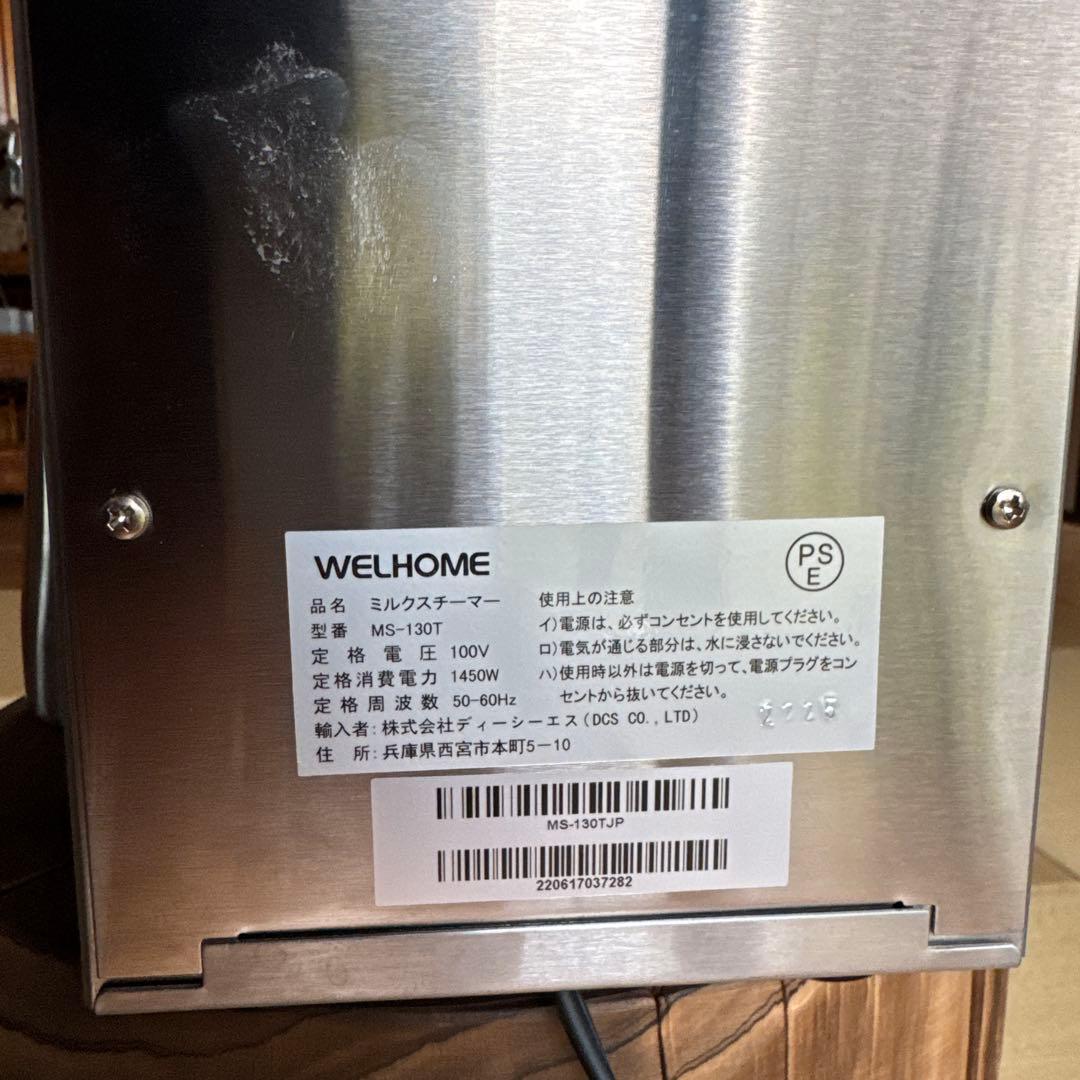 WELHOME
PS
E
品名 ミルクスチーマー
型番 MS-130T
定格電圧 100V
定格消費電力 1450W
定格周波数 50-60Hz
輸入者:株式会社ディーシーエス(DCS CO.,LTD)
住所:兵庫県西宮市本町5-10
使用上の注意
イ)電源は、必ずコンセントを使用してください。
ロ)電気が通じる部分は、水に浸さないでください。
ハ)使用時以外は電源を切って、電源プラグをコン
セントから抜いてください。
MS-130TJP
220617037282